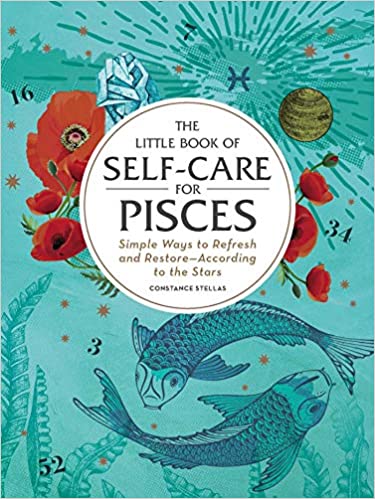 16
THE
LITTLE BOOK OF
SELF-CARE
FOR
PISCES
Simple Ways to Refresh
and Restore—According
to the Stars
CONSTANCE STELLAS
34
3
52